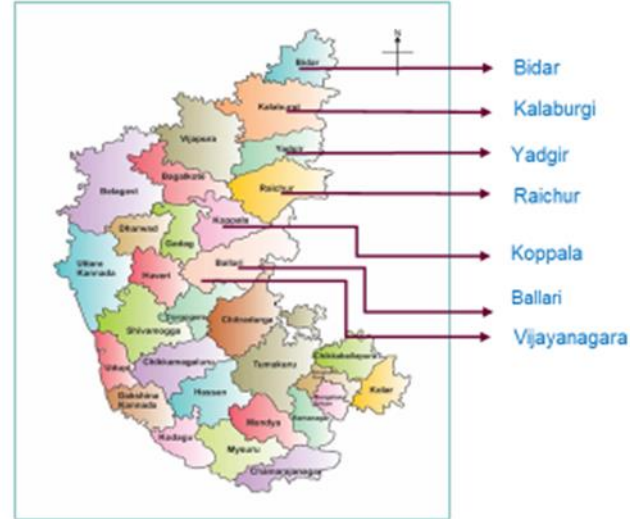 N
Bidar
Bidar
Kalaburgi
Kalaburgi
Vijapura
Yadgir
Yadgir
Bagalkote
Raichur
Raichur
Belagavi
Koppala
Koppala
Dharwad
Gadag
Ballari
Ballari
Uttara
Kannada
Haveri
Vijayanagara
Chitradurga
Shivamogga
Chikkaballapura
Chikkamagaluru
Tumakuru
Udupi
Kolar
Hassan
Dakshina
Kannada
Mandya
Kodagu
Mysuru
Chamarajanagar